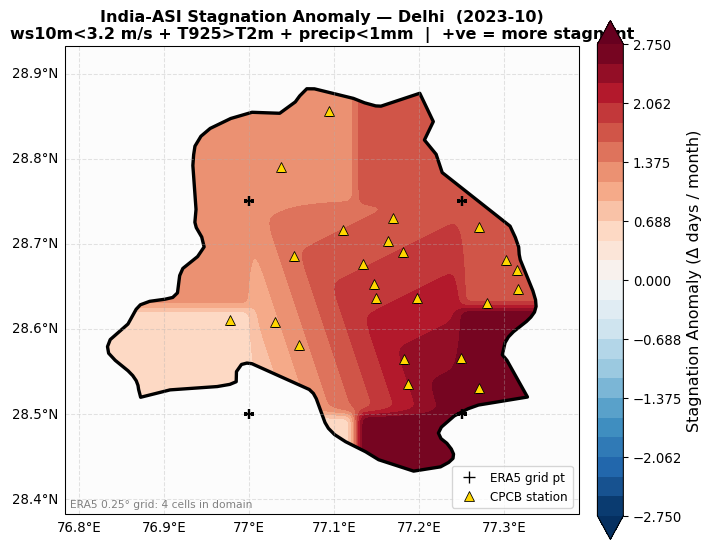 India-ASI Stagnation Anomaly — Delhi  (2023-10)
ws10m<3.2 m/s + T925>T2m + precip<1mm  |  +ve = more stagnant
28.9°N
28.8°N
28.7°N
28.6°N
28.5°N
28.4°N
76.8°E
76.9°E
77°E
77.1°E
77.2°E
77.3°E
ERA5 0.25° grid: 4 cells in domain
ERA5 grid pt
CPCB station
2.750
2.062
1.375
0.688
0.000
−0.688
−1.375
−2.062
−2.750
Stagnation Anomaly (Δ days / month)